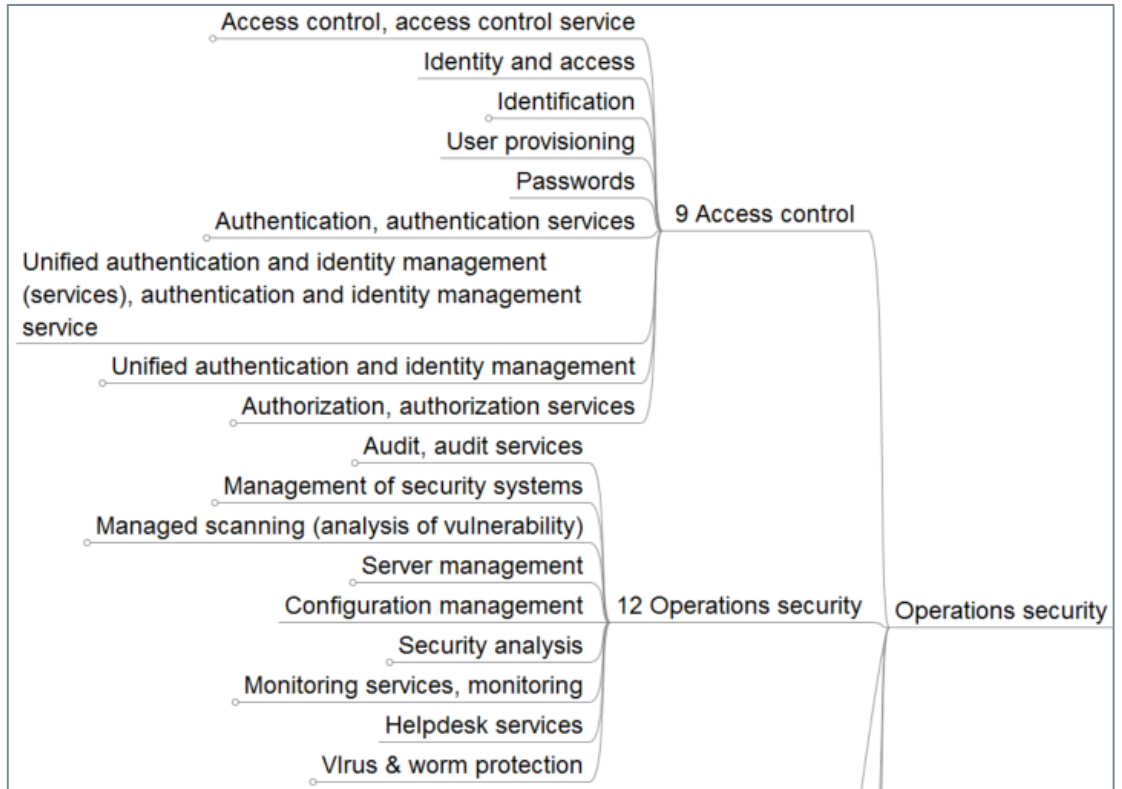 Access control, access control service
Identity and access
Identification
User provisioning
Passwords
Authentication, authentication services
Unified authentication and identity management
(services), authentication and identity management
service
Unified authentication and identity management
Authorization, authorization services
9 Access control
Audit, audit services
Management of security systems
Managed scanning (analysis of vulnerability)
Server management
Configuration management
Security analysis
Monitoring services, monitoring
Helpdesk services
VIrus & worm protection
12 Operations security
Operations security